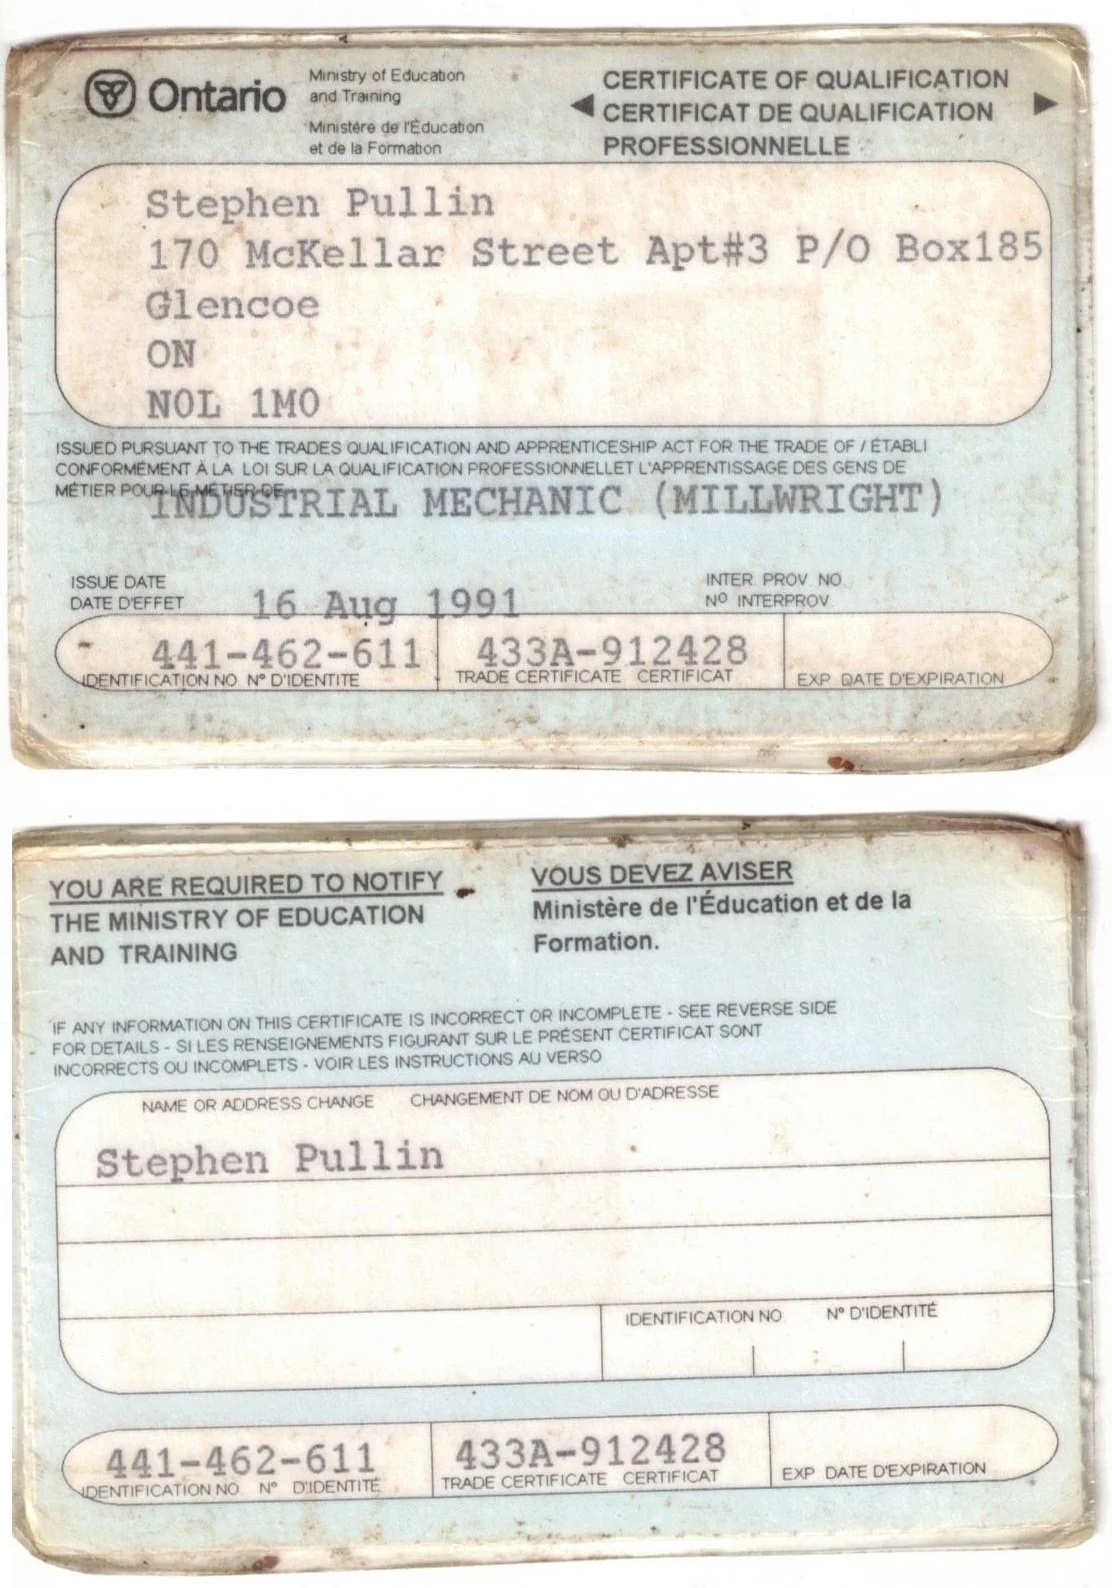 Ontario
Ministry of Education
and Training
Ministére de l'Éducation
et de la Formation
CERTIFICATE OF QUALIFICATION
CERTIFICAT DE QUALIFICATION
PROFESSIONNELLE
Stephen Pullin
170 McKellar Street Apt#3 P/O Box185
Glencoe
ON
NOL 1MO
ISSUED PURSUANT TO THE TRADES QUALIFICATION AND APPRENTICESHIP ACT FOR THE TRADE OF / ÉTABLI
CONFORMÉMENT À LA LOI SUR LA QUALIFICATION PROFESSIONNELLET L'APPRENTISSAGE DES GENS DE
MÉTIER POUR LE MÉTIER DE
INDUSTRIAL MECHANIC (MILLWRIGHT)
ISSUE DATE
DATE D'EFFET
16 Aug 1991
INTER PROV NO
Nº INTERPROV
441-462-611
433A-912428
IDENTIFICATION NO N° D'IDENTITE
TRADE CERTIFICATE CERTIFICAT
EXP DATE D'EXPIRATION
YOU ARE REQUIRED TO NOTIFY
THE MINISTRY OF EDUCATION
AND TRAINING
VOUS DEVEZ AVISER
Ministère de l'Éducation et de la
Formation.
IF ANY INFORMATION ON THIS CERTIFICATE IS INCORRECT OR INCOMPLETE - SEE REVERSE SIDE
FOR DETAILS - SI LES RENSEIGNEMENTS FIGURANT SUR LE PRÉSENT CERTIFICAT SONT
INCORRECTS OU INCOMPLETS - VOIR LES INSTRUCTIONS AU VERSO
NAME OR ADDRESS CHANGE CHANGEMENT DE NOM OU D'ADRESSE
Stephen Pullin
IDENTIFICATION NO N° D'IDENTITÉ
441-462-611
433A-912428
IDENTIFICATION NO N° D'IDENTITÉ
TRADE CERTIFICATE CERTIFICAT
EXP DATE D'EXPIRATION